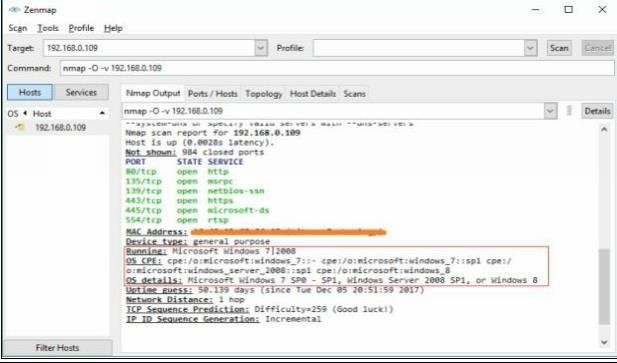 Zenmap
Scan Tools Profile Help
Target: 192.168.0.109 Profile: Scan Cancel
Command: nmap -O -v 192.168.0.109
Hosts Services
Nmap Output Ports / Hosts Topology Host Details Scans
OS Host
192.168.0.109
nmap -O -v 192.168.0.109 Details
Nmap scan report for 192.168.0.109
Host is up (0.0028s latency).
Not shown: 984 closed ports
PORT STATE SERVICE
80/tcp open http
135/tcp open msrpc
139/tcp open netbios-ssn
443/tcp open https
445/tcp open microsoft-ds
554/tcp open rtsp
MAC Address:
Device type: general purpose
Running: Microsoft Windows 7|2008
OS CPE: cpe:/o:microsoft:windows_7::- cpe:/o:microsoft:windows_7::sp1 cpe:/
o:microsoft:windows_server_2008::sp1 cpe:/o:microsoft:windows_8
OS details: Microsoft Windows 7 SP0 - SP1, Windows Server 2008 SP1, or Windows 8
Uptime guess: 50.139 days (since Tue Dec 05 20:51:59 2017)
Network Distance: 1 hop
TCP Sequence Prediction: Difficulty=259 (Good luck!)
IP ID Sequence Generation: Incremental
Filter Hosts